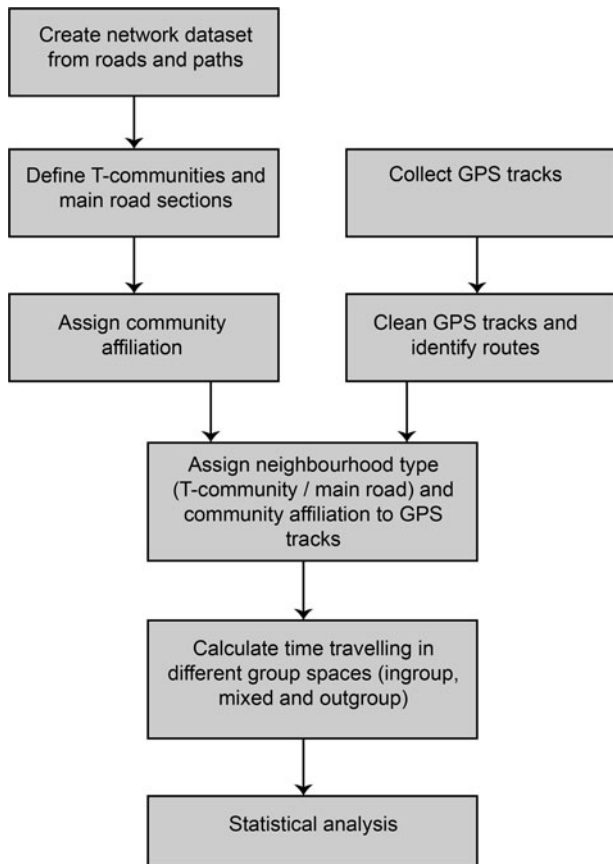 Create network dataset
from roads and paths
Define T-communities and
main road sections
Collect GPS tracks
Assign community
affiliation
Clean GPS tracks and
identify routes
Assign neighbourhood type
(T-community / main road) and
community affiliation to GPS
tracks
Calculate time travelling in
different group spaces (ingroup,
mixed and outgroup)
Statistical analysis